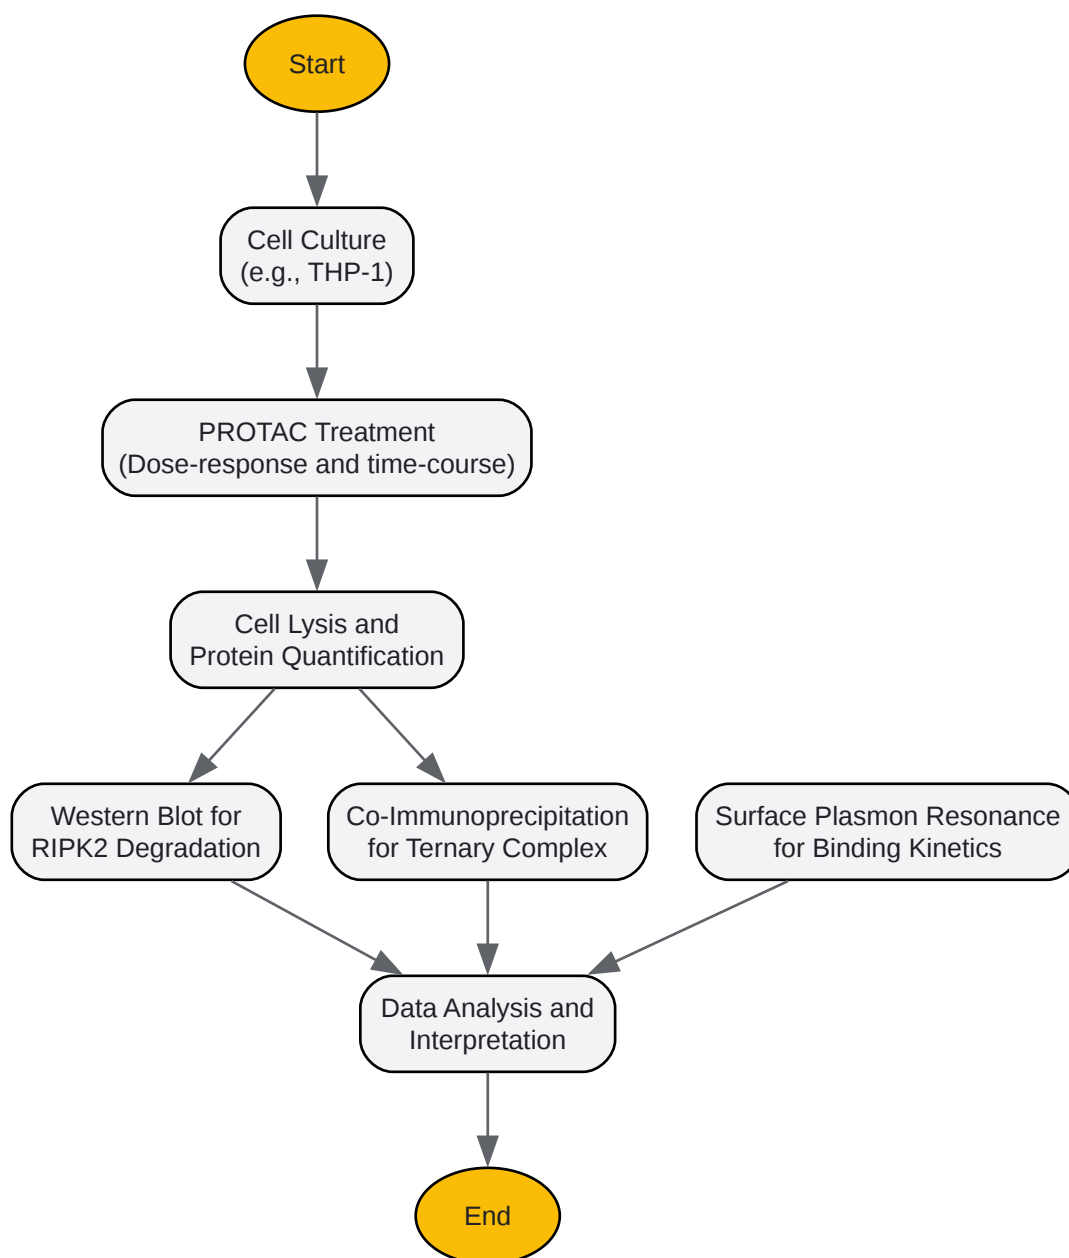 Start
Cell Culture
(e.g., THP-1)
PROTAC Treatment
(Dose-response and time-course)
Cell Lysis and
Protein Quantification
Western Blot for
RIPK2 Degradation
Co-Immunoprecipitation
for Ternary Complex
Surface Plasmon Resonance
for Binding Kinetics
Data Analysis and
Interpretation
End